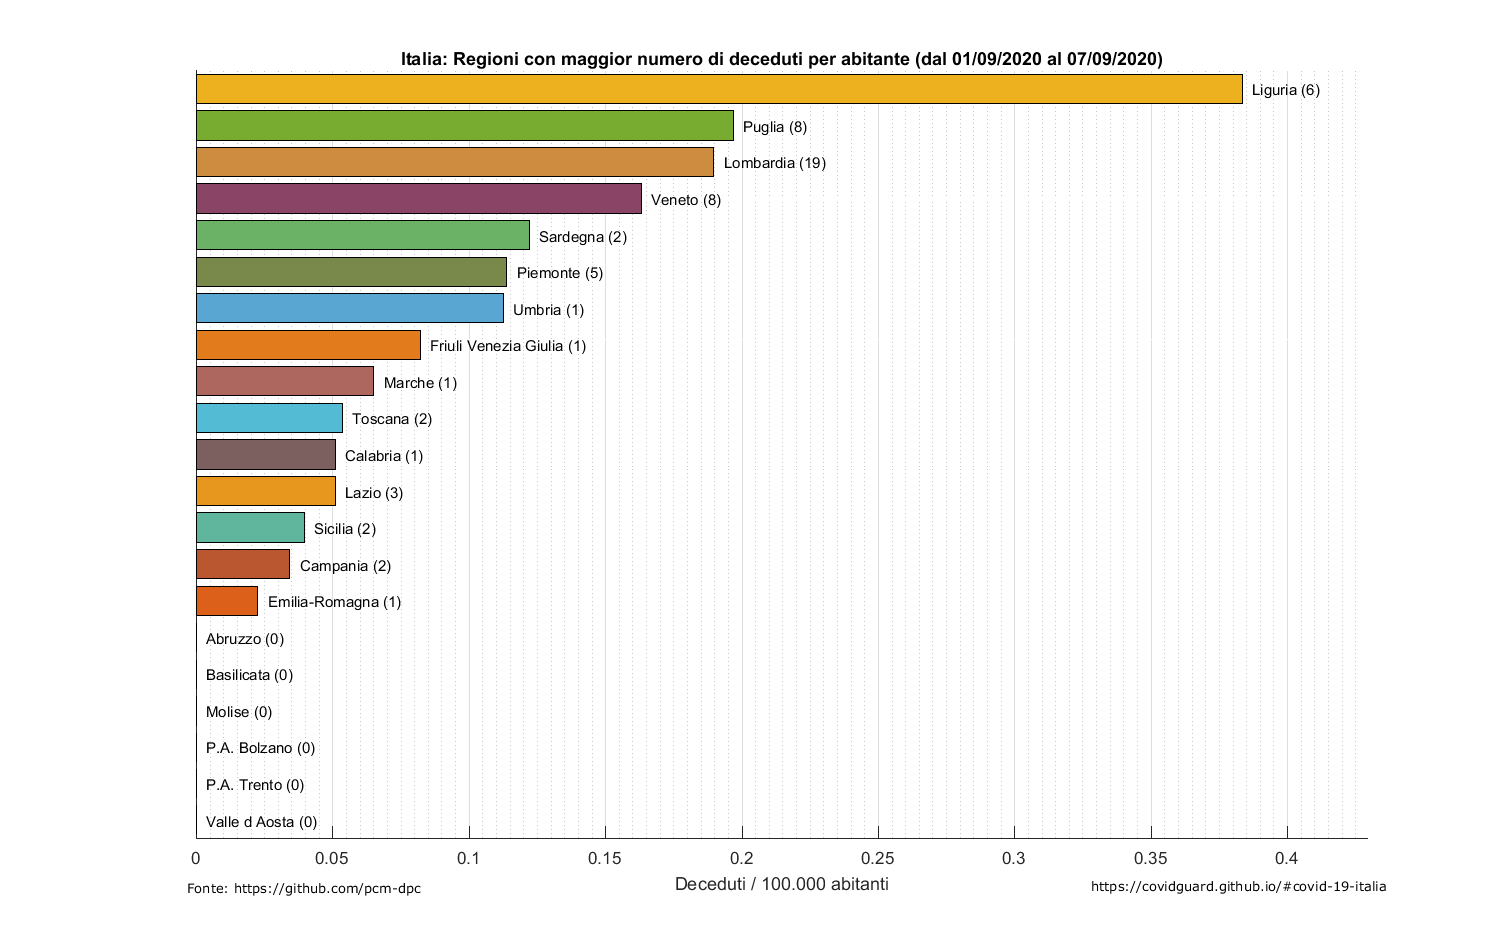 Italia: Regioni con maggior numero di deceduti per abitante (dal 01/09/2020 al 07/09/2020)
Liguria (6)
Puglia (8)
Lombardia (19)
Veneto (8)
Sardegna (2)
Piemonte (5)
Umbria (1)
Friuli Venezia Giulia (1)
Marche (1)
Toscana (2)
Calabria (1)
Lazio (3)
Sicilia (2)
Campania (2)
Emilia-Romagna (1)
Abruzzo (0)
Basilicata (0)
Molise (0)
P.A. Bolzano (0)
P.A. Trento (0)
Valle d Aosta (0)
0 0.05 0.1 0.15 0.2 0.25 0.3 0.35 0.4
Deceduti / 100.000 abitanti
Fonte: https://github.com/pcm-dpc
https://covidguard.github.io/#covid-19-italia